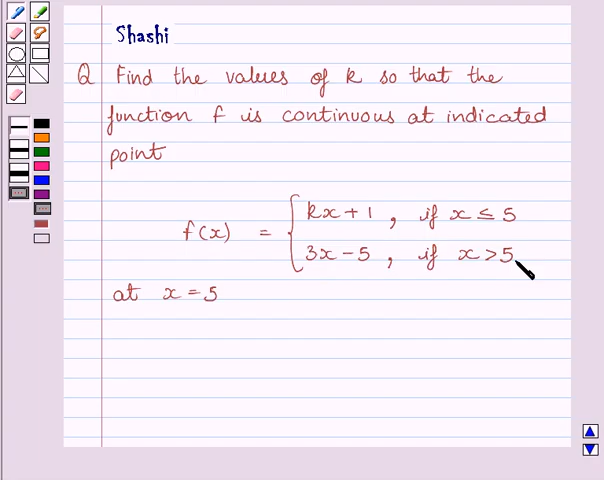 Shashi
Q Find the values of k so that the
function f is continuous at indicated
point
f(x) = { kx + 1 , if x ≤ 5
3x - 5 , if x > 5
at x = 5